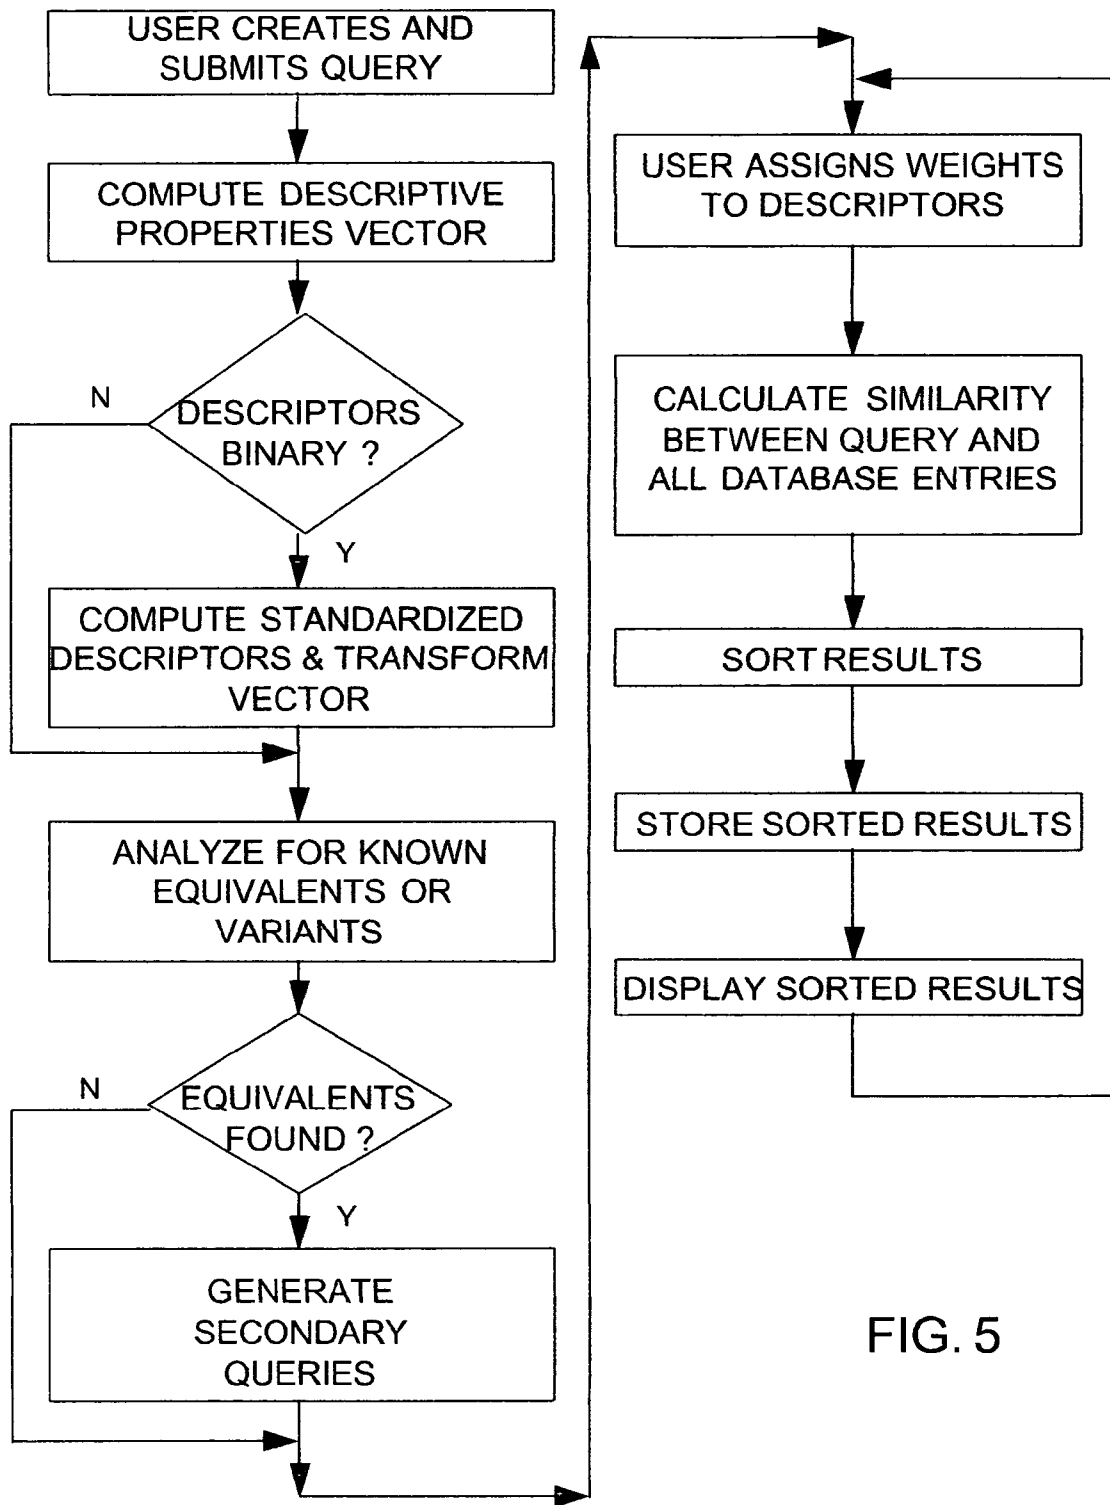 USER CREATES AND
SUBMITS QUERY
COMPUTE DESCRIPTIVE
PROPERTIES VECTOR
N
DESCRIPTORS
BINARY ?
Y
COMPUTE STANDARDIZED
DESCRIPTORS & TRANSFORM
VECTOR
ANALYZE FOR KNOWN
EQUIVALENTS OR
VARIANTS
N
EQUIVALENTS
FOUND ?
Y
GENERATE
SECONDARY
QUERIES
USER ASSIGNS WEIGHTS
TO DESCRIPTORS
CALCULATE SIMILARITY
BETWEEN QUERY AND
ALL DATABASE ENTRIES
SORT RESULTS
STORE SORTED RESULTS
DISPLAY SORTED RESULTS
FIG. 5